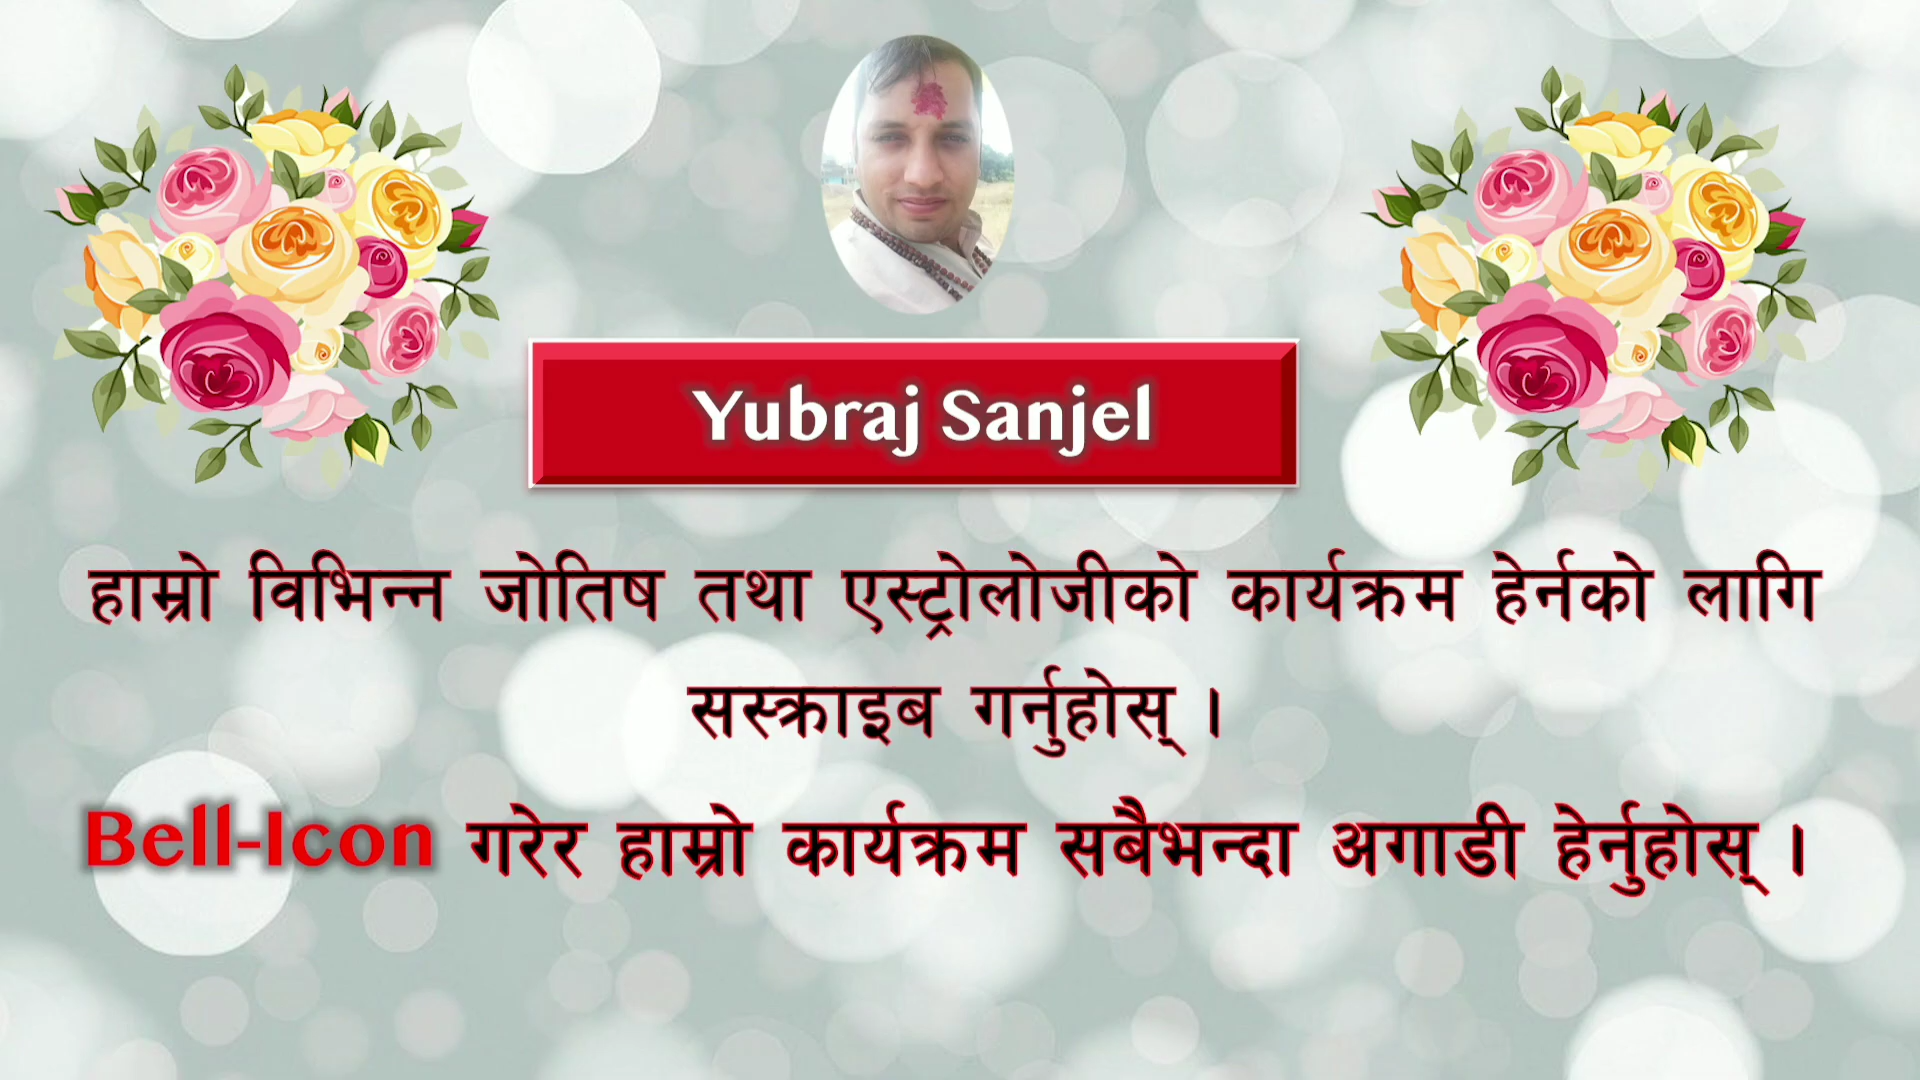 Yubraj Sanjel
हाम्रो विभिन्न जोतिष तथा एस्ट्रोलोजीको कार्यक्रम हेर्नको लागि
सस्क्राइब गर्नुहोस् ।
Bell-Icon गरेर हाम्रो कार्यक्रम सबैभन्दा अगाडी हेर्नुहोस् ।